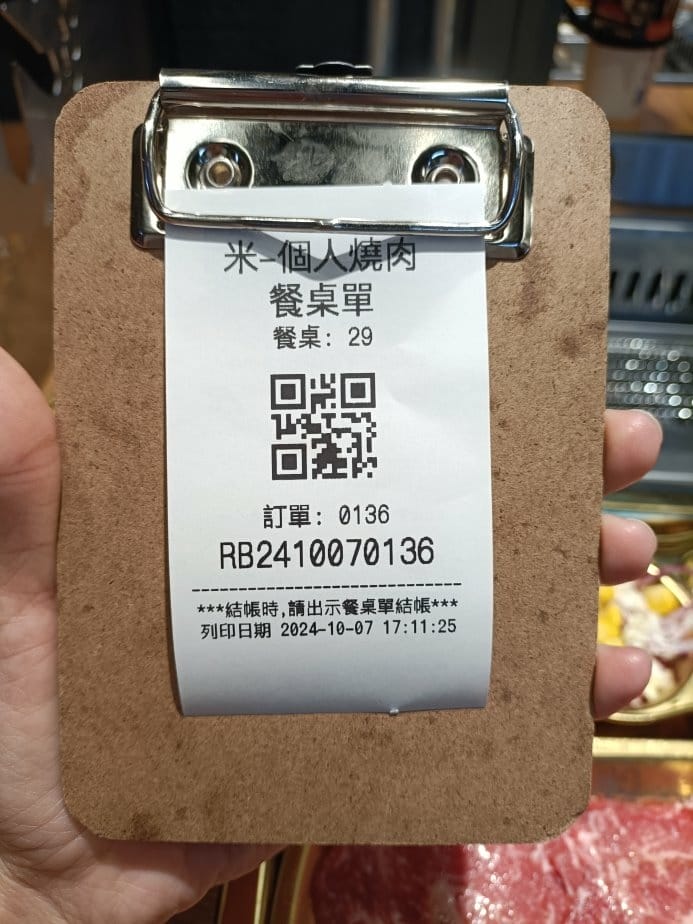 米-個人燒肉
餐桌單
餐桌: 29
訂單: 0136
RB2410070136
------------------------------
***結帳時,請出示餐桌單結帳***
列印日期 2024-10-07 17:11:25